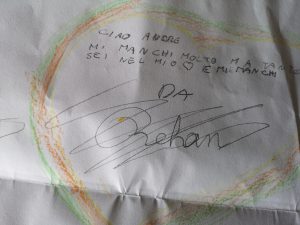 CIAO ANDRE
MI MANCHI MOLTO MA TANTO
SEI NEL MIO ♡ E MI MANCHI
DA
Rehan